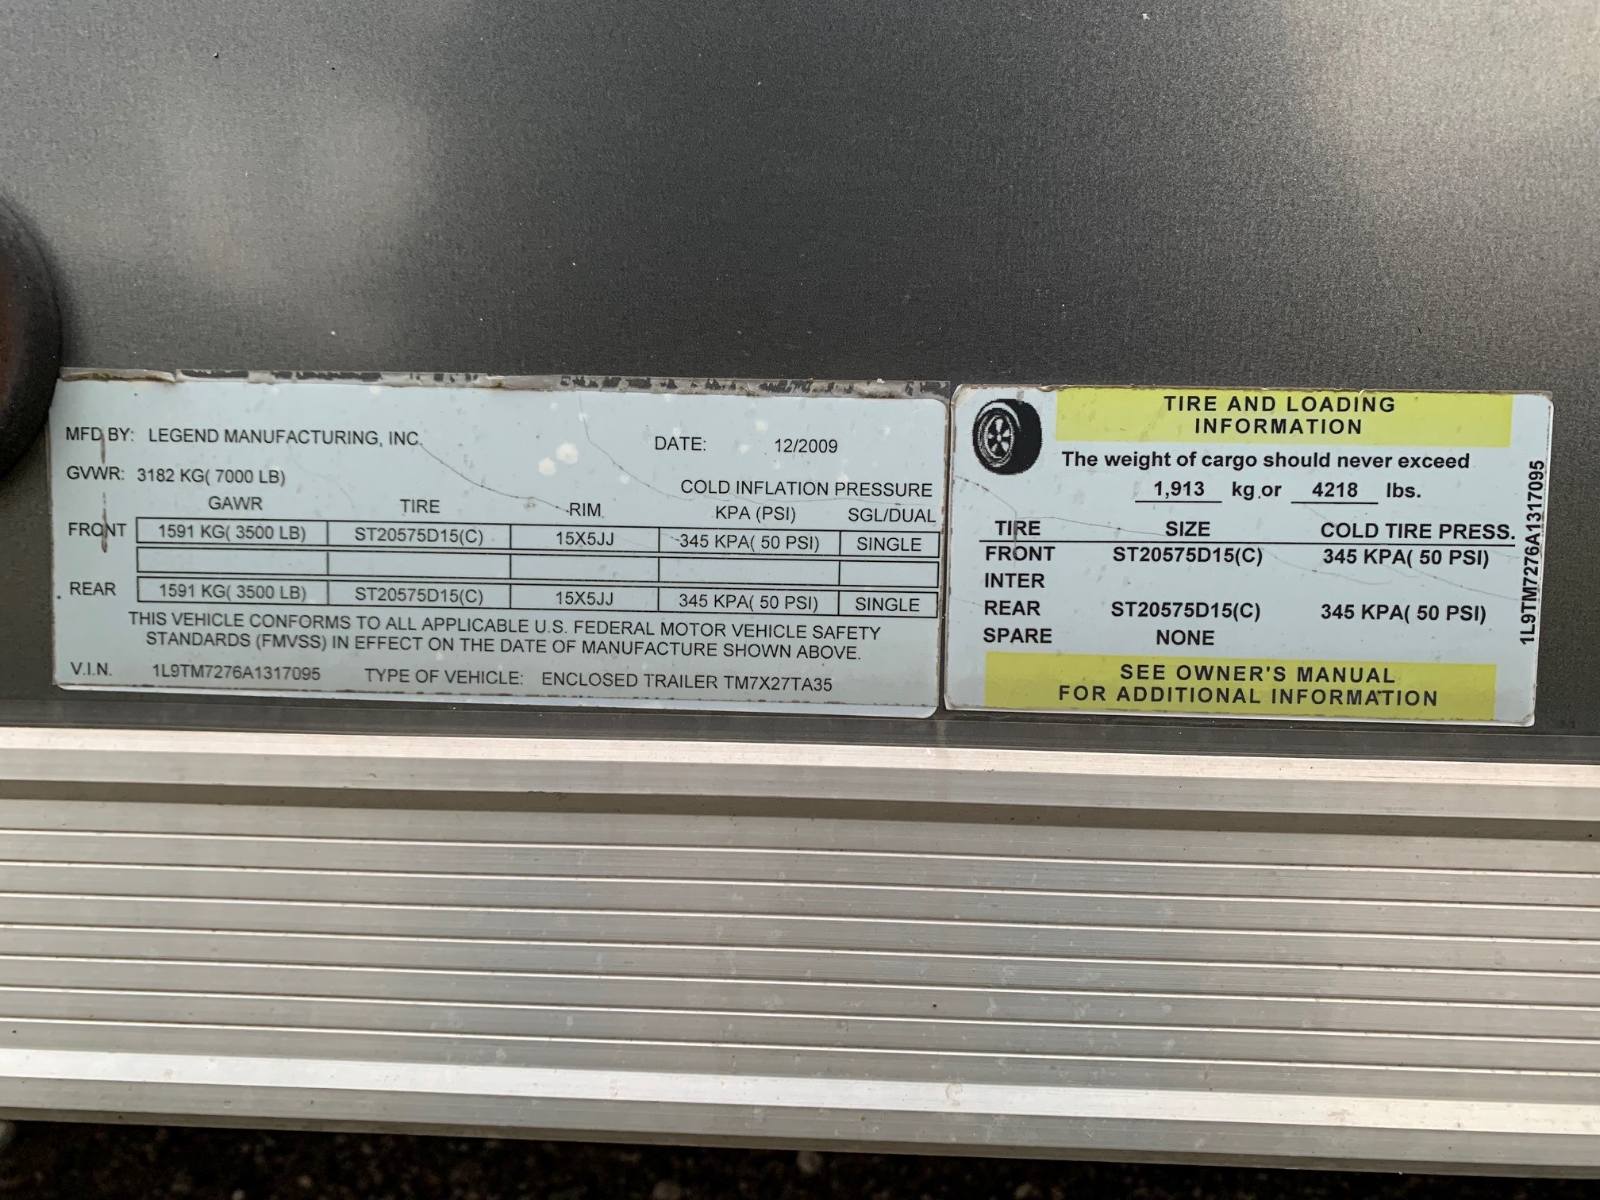 MFD BY: LEGEND MANUFACTURING, INC. DATE: 12/2009
GVWR: 3182 KG( 7000 LB)
COLD INFLATION PRESSURE
GAWR TIRE RIM KPA (PSI) SGL/DUAL
FRONT 1591 KG( 3500 LB) ST20575D15(C) 15X5JJ 345 KPA( 50 PSI) SINGLE
REAR 1591 KG( 3500 LB) ST20575D15(C) 15X5JJ 345 KPA( 50 PSI) SINGLE
THIS VEHICLE CONFORMS TO ALL APPLICABLE U.S. FEDERAL MOTOR VEHICLE SAFETY
STANDARDS (FMVSS) IN EFFECT ON THE DATE OF MANUFACTURE SHOWN ABOVE.
V.I.N. 1L9TM7276A1317095 TYPE OF VEHICLE: ENCLOSED TRAILER TM7X27TA35
TIRE AND LOADING
INFORMATION
The weight of cargo should never exceed
1,913 kg or 4218 lbs.
TIRE SIZE COLD TIRE PRESS.
FRONT ST20575D15(C) 345 KPA( 50 PSI)
INTER
REAR ST20575D15(C) 345 KPA( 50 PSI)
SPARE NONE
SEE OWNER'S MANUAL
FOR ADDITIONAL INFORMATION
1L9TM7276A1317095